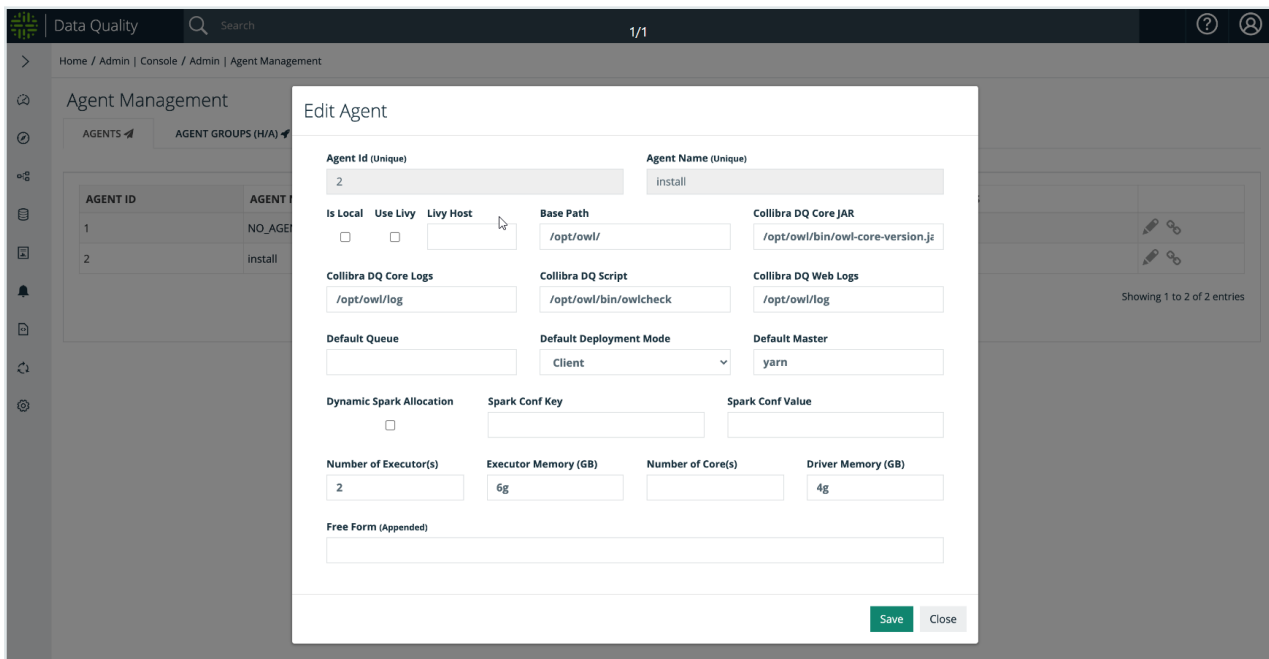 Data Quality
Search
1/1
Home / Admin | Console / Admin | Agent Management
Agent Management
AGENTS
AGENT GROUPS (H/A)
AGENT ID
1
2
install
Showing 1 to 2 of 2 entries
Edit Agent
Agent Id (Unique)
Agent Name (Unique)
2
install
Is Local
Use Livy
Livy Host
Base Path
Collibra DQ Core JAR
/opt/owl/
/opt/owl/bin/owl-core-version.ja
Collibra DQ Core Logs
Collibra DQ Script
Collibra DQ Web Logs
/opt/owl/log
/opt/owl/bin/owlcheck
/opt/owl/log
Default Queue
Default Deployment Mode
Default Master
Client
yarn
Dynamic Spark Allocation
Spark Conf Key
Spark Conf Value
Number of Executor(s)
Executor Memory (GB)
Number of Core(s)
Driver Memory (GB)
2
6g
4g
Free Form (Appended)
Save
Close